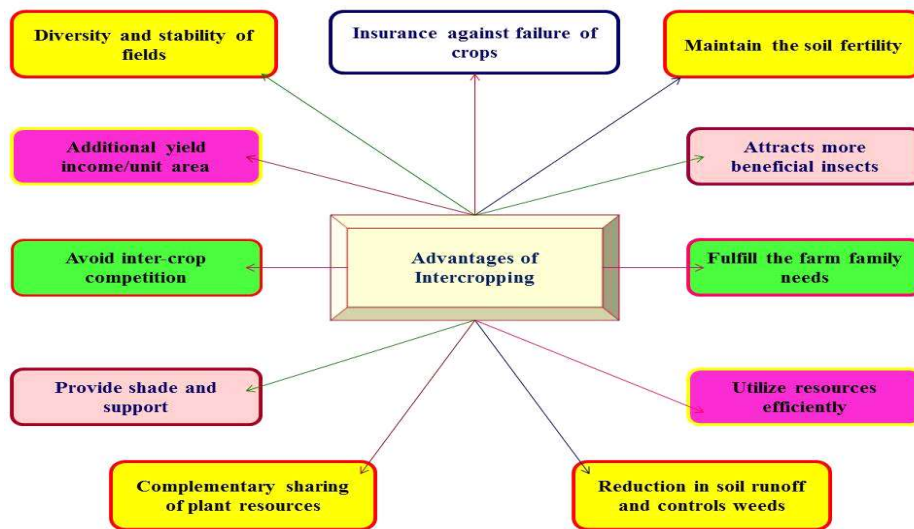 Diversity and stability of
fields
Insurance against failure of
crops
Maintain the soil fertility
Additional yield
income/unit area
Attracts more
beneficial insects
Advantages of
Intercropping
Avoid inter-crop
competition
Fulfill the farm family
needs
Provide shade and
support
Utilize resources
efficiently
Complementary sharing
of plant resources
Reduction in soil runoff
and controls weeds